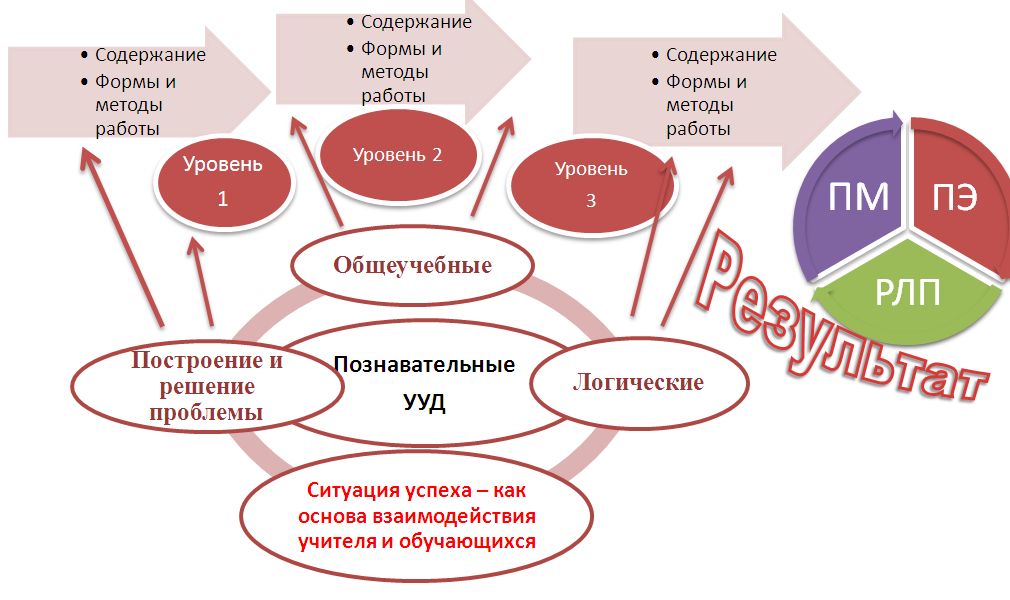 • Содержание
• Формы и
методы
работы
• Содержание
• Формы и
методы
работы
• Содержание
• Формы и
методы
работы
Уровень
1
Уровень 2
Уровень
3
ПМ
ПЭ
РЛП
Результат
Общеучебные
Построение и
решение
проблемы
Познавательные
УУД
Логические
Ситуация успеха – как
основа взаимодействия
учителя и обучающихся